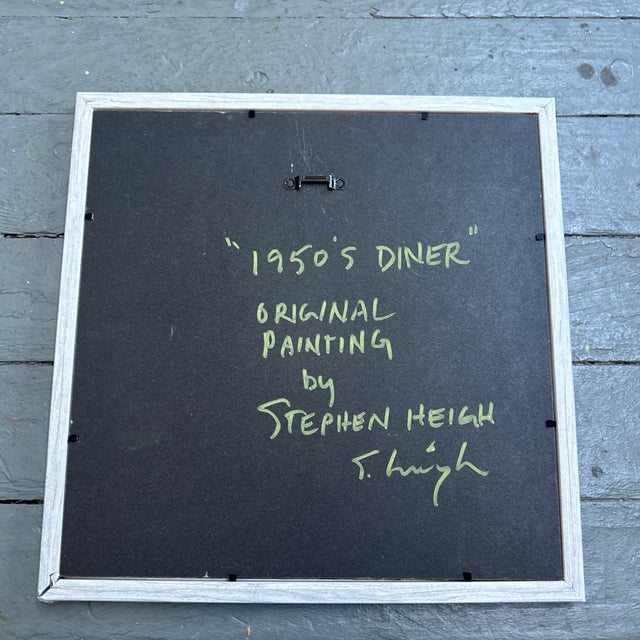 "1950's DINER"
ORIGINAL
PAINTING
by
STEPHEN HEIGH
S. Heigh